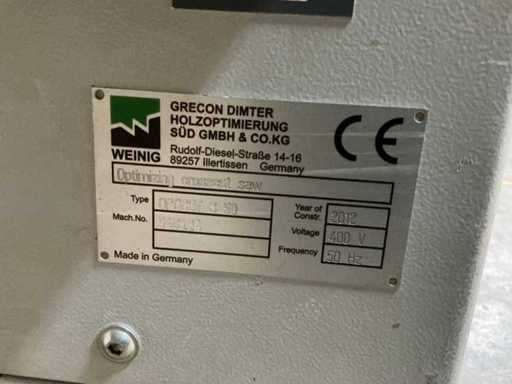 WEINIG
GRECON DIMTER
HOLZOPTIMIERUNG
SÜD GMBH & CO.KG
Rudolf-Diesel-Straße 14-16
89257 Illertissen Germany
CE
Optimizing crosscut saw
Type
Mach.No.
Year of Constr. 2012
Voltage 400 V
Frequency 50 Hz
Made in Germany